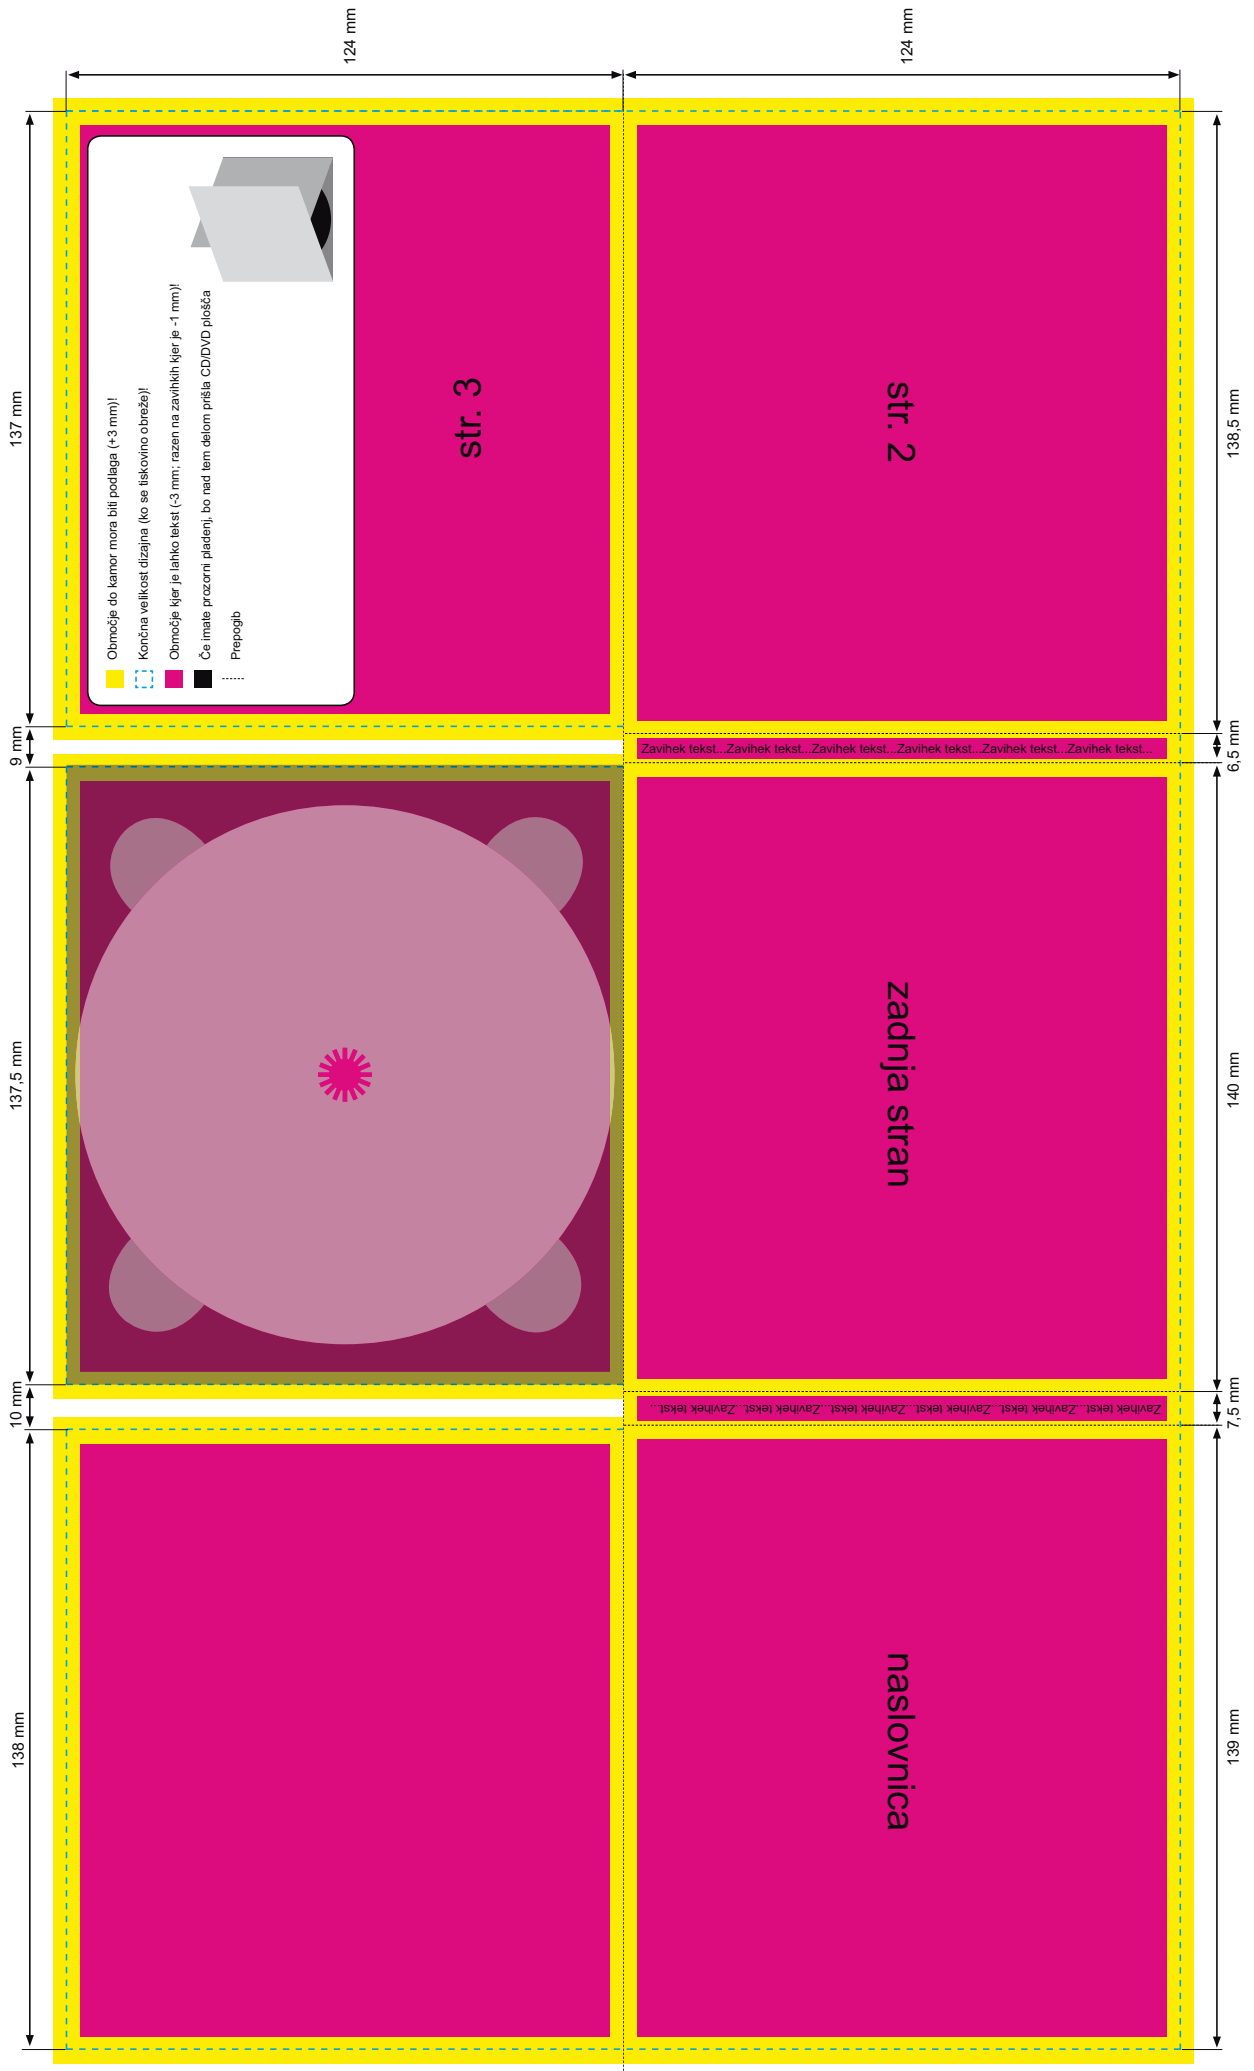 124 mm
124 mm
137 mm
9 mm
137,5 mm
10 mm
138 mm
Območje do kamor mora biti podlaga (+3 mm)!
Končna velikost dizajna (ko se tiskovino obreže)!
Območje kjer je lahko tekst (-3 mm; razen na zavihkih kjer je -1 mm)!
Če imate prozorni pladenj, bo nad tem delom prišla CD/DVD plošča
Prepogib
str. 3
str. 2
Zavihek tekst...Zavihek tekst...Zavihek tekst...Zavihek tekst...Zavihek tekst...Zavihek tekst...
zadnja stran
Zavihek tekst...Zavihek tekst...Zavihek tekst...Zavihek tekst...Zavihek tekst...Zavihek tekst...
naslovnica
138,5 mm
6,5 mm
140 mm
7,5 mm
139 mm